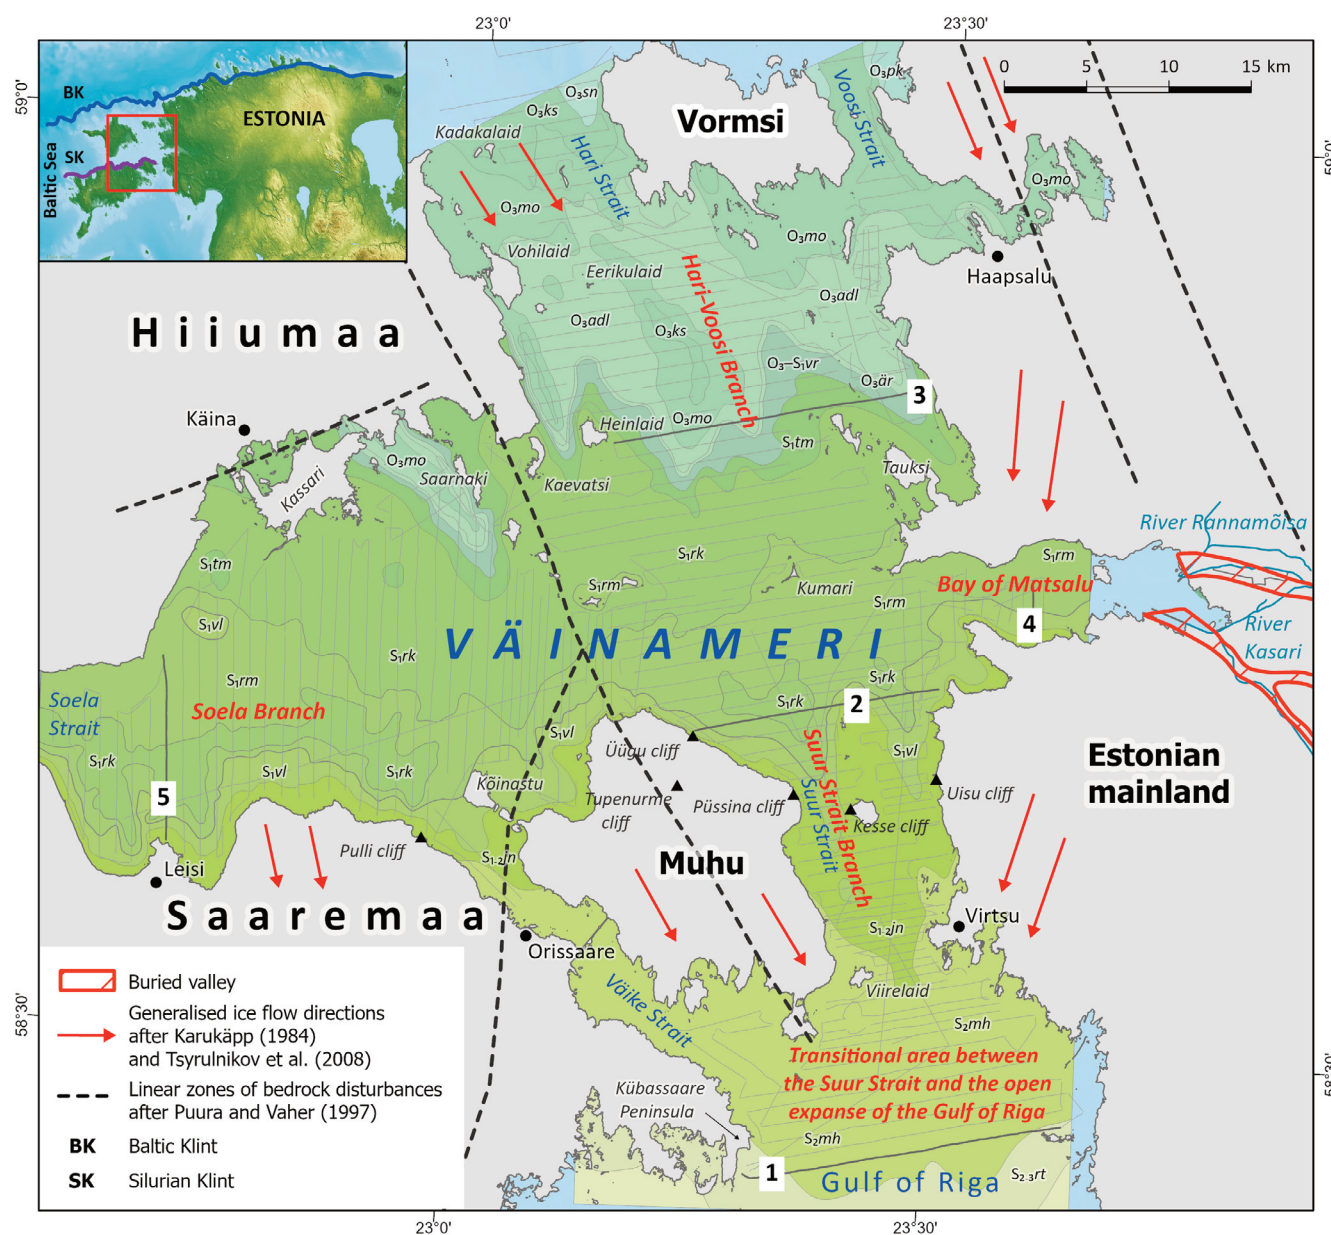 23°0'
23°30'
59°0'
59°0'
58°30'
58°30'
23°0'
23°30'
0 5 10 15 km
BK
SK
ESTONIA
Baltic Sea
Vormsi
Voosi Strait
O₃pk
O₃sn
O₃ks
Kadakalaid
Hari Strait
O₃mo
O₃mo
Vohilaid
Eerikulaid
O₃mo
Haapsalu
Hari–Voosi Branch
O₃adl
O₃adl
O₃ks
Hiiumaa
O₃–S₁vr
O₃är
3
Käina
Heinlaid
O₃mo
S₁tm
O₃mo
Saarnaki
Kassari
Kaevatsi
Tauksi
River Rannamõisa
S₁tm
S₁rk
S₁rm
S₁rm
Kumari
Bay of Matsalu
S₁rm
4
River
Kasari
S₁vl
VÄINAMERI
S₁rk
S₁rm
S₁rk
Soela
Strait
Soela Branch
S₁rk
2
S₁vl
Üügu cliff
S₁vl
Suur Strait Branch
Suur Strait
Estonian
mainland
S₁rk
S₁vl
S₁rk
Kõinastu
5
Tupenurme
cliff
Püssina cliff
Kesse cliff
Uisu cliff
Pulli cliff
Leisi
S₁₋₂jn
Muhu
Saaremaa
Orissaare
S₁₋₂jn
Virtsu
Väike Strait
Viirelaid
S₂mh
Transitional area between
the Suur Strait and the open
expanse of the Gulf of Riga
Kübassaare
Peninsula
S₂mh
1
Gulf of Riga
S₂₋₃rt
Buried valley
Generalised ice flow directions
after Karukäpp (1984)
and Tsyrulnikov et al. (2008)
Linear zones of bedrock disturbances
after Puura and Vaher (1997)
BK Baltic Klint
SK Silurian Klint